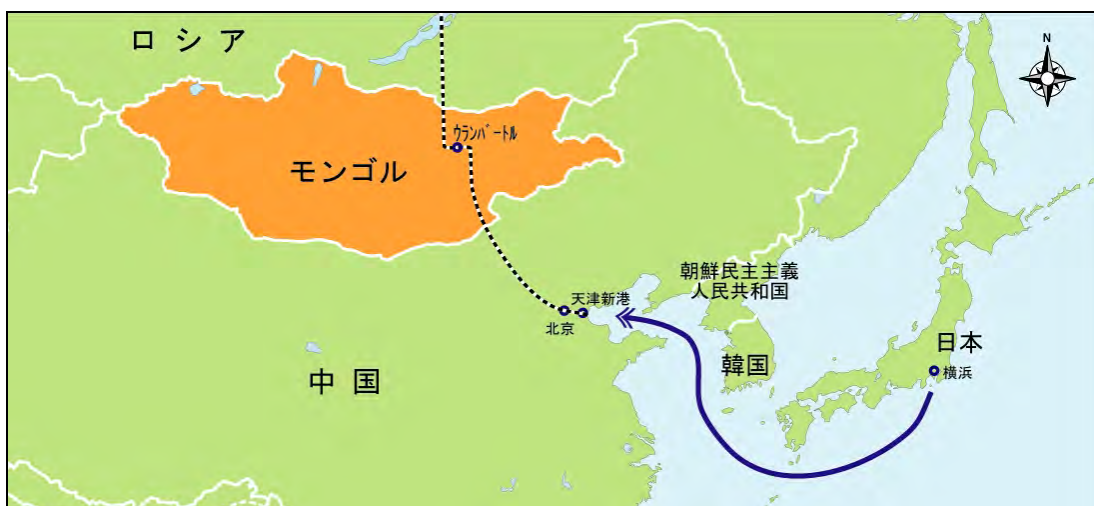 ロシア
N
ウランバートル
モンゴル
朝鮮民主主義
人民共和国
天津新港
北京
日本
韓国
横浜
中国